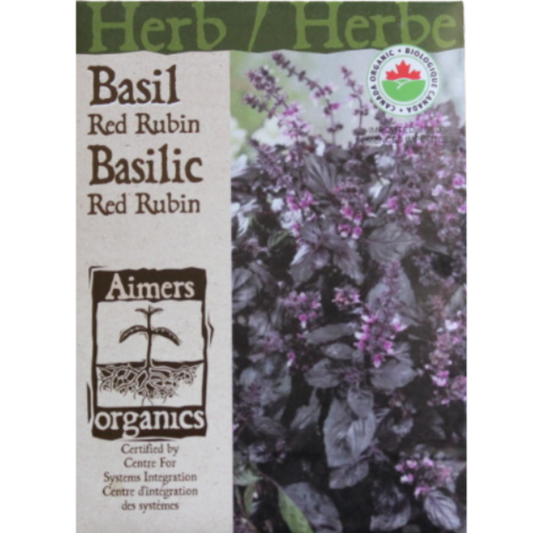 Herb / Herbe
Basil
Red Rubin
Basilic
Red Rubin
CANADA ORGANIC • BIOLOGIQUE CANADA •
Aimers
organics
Certified by
Centre For
Systems Integration
Centre d'intégration
des systèmes